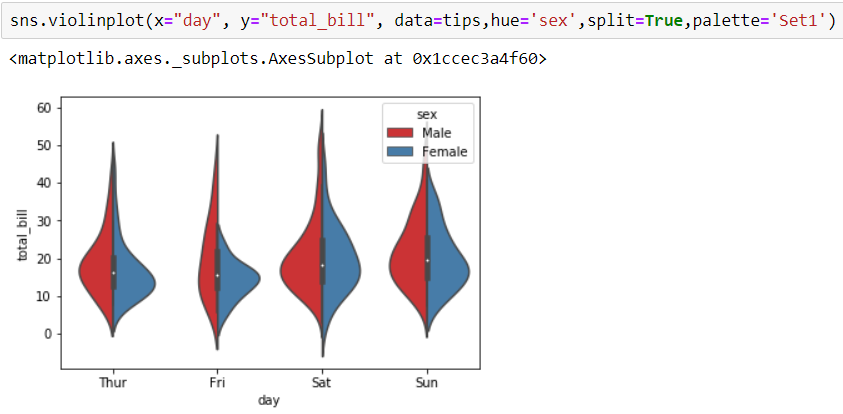 sns.violinplot(x="day", y="total_bill", data=tips,hue='sex',split=True,palette='Set1')
<matplotlib.axes._subplots.AxesSubplot at 0x1ccec3a4f60>
sex
Male
Female
60
50
40
30
20
10
0
total_bill
Thur Fri Sat Sun
day